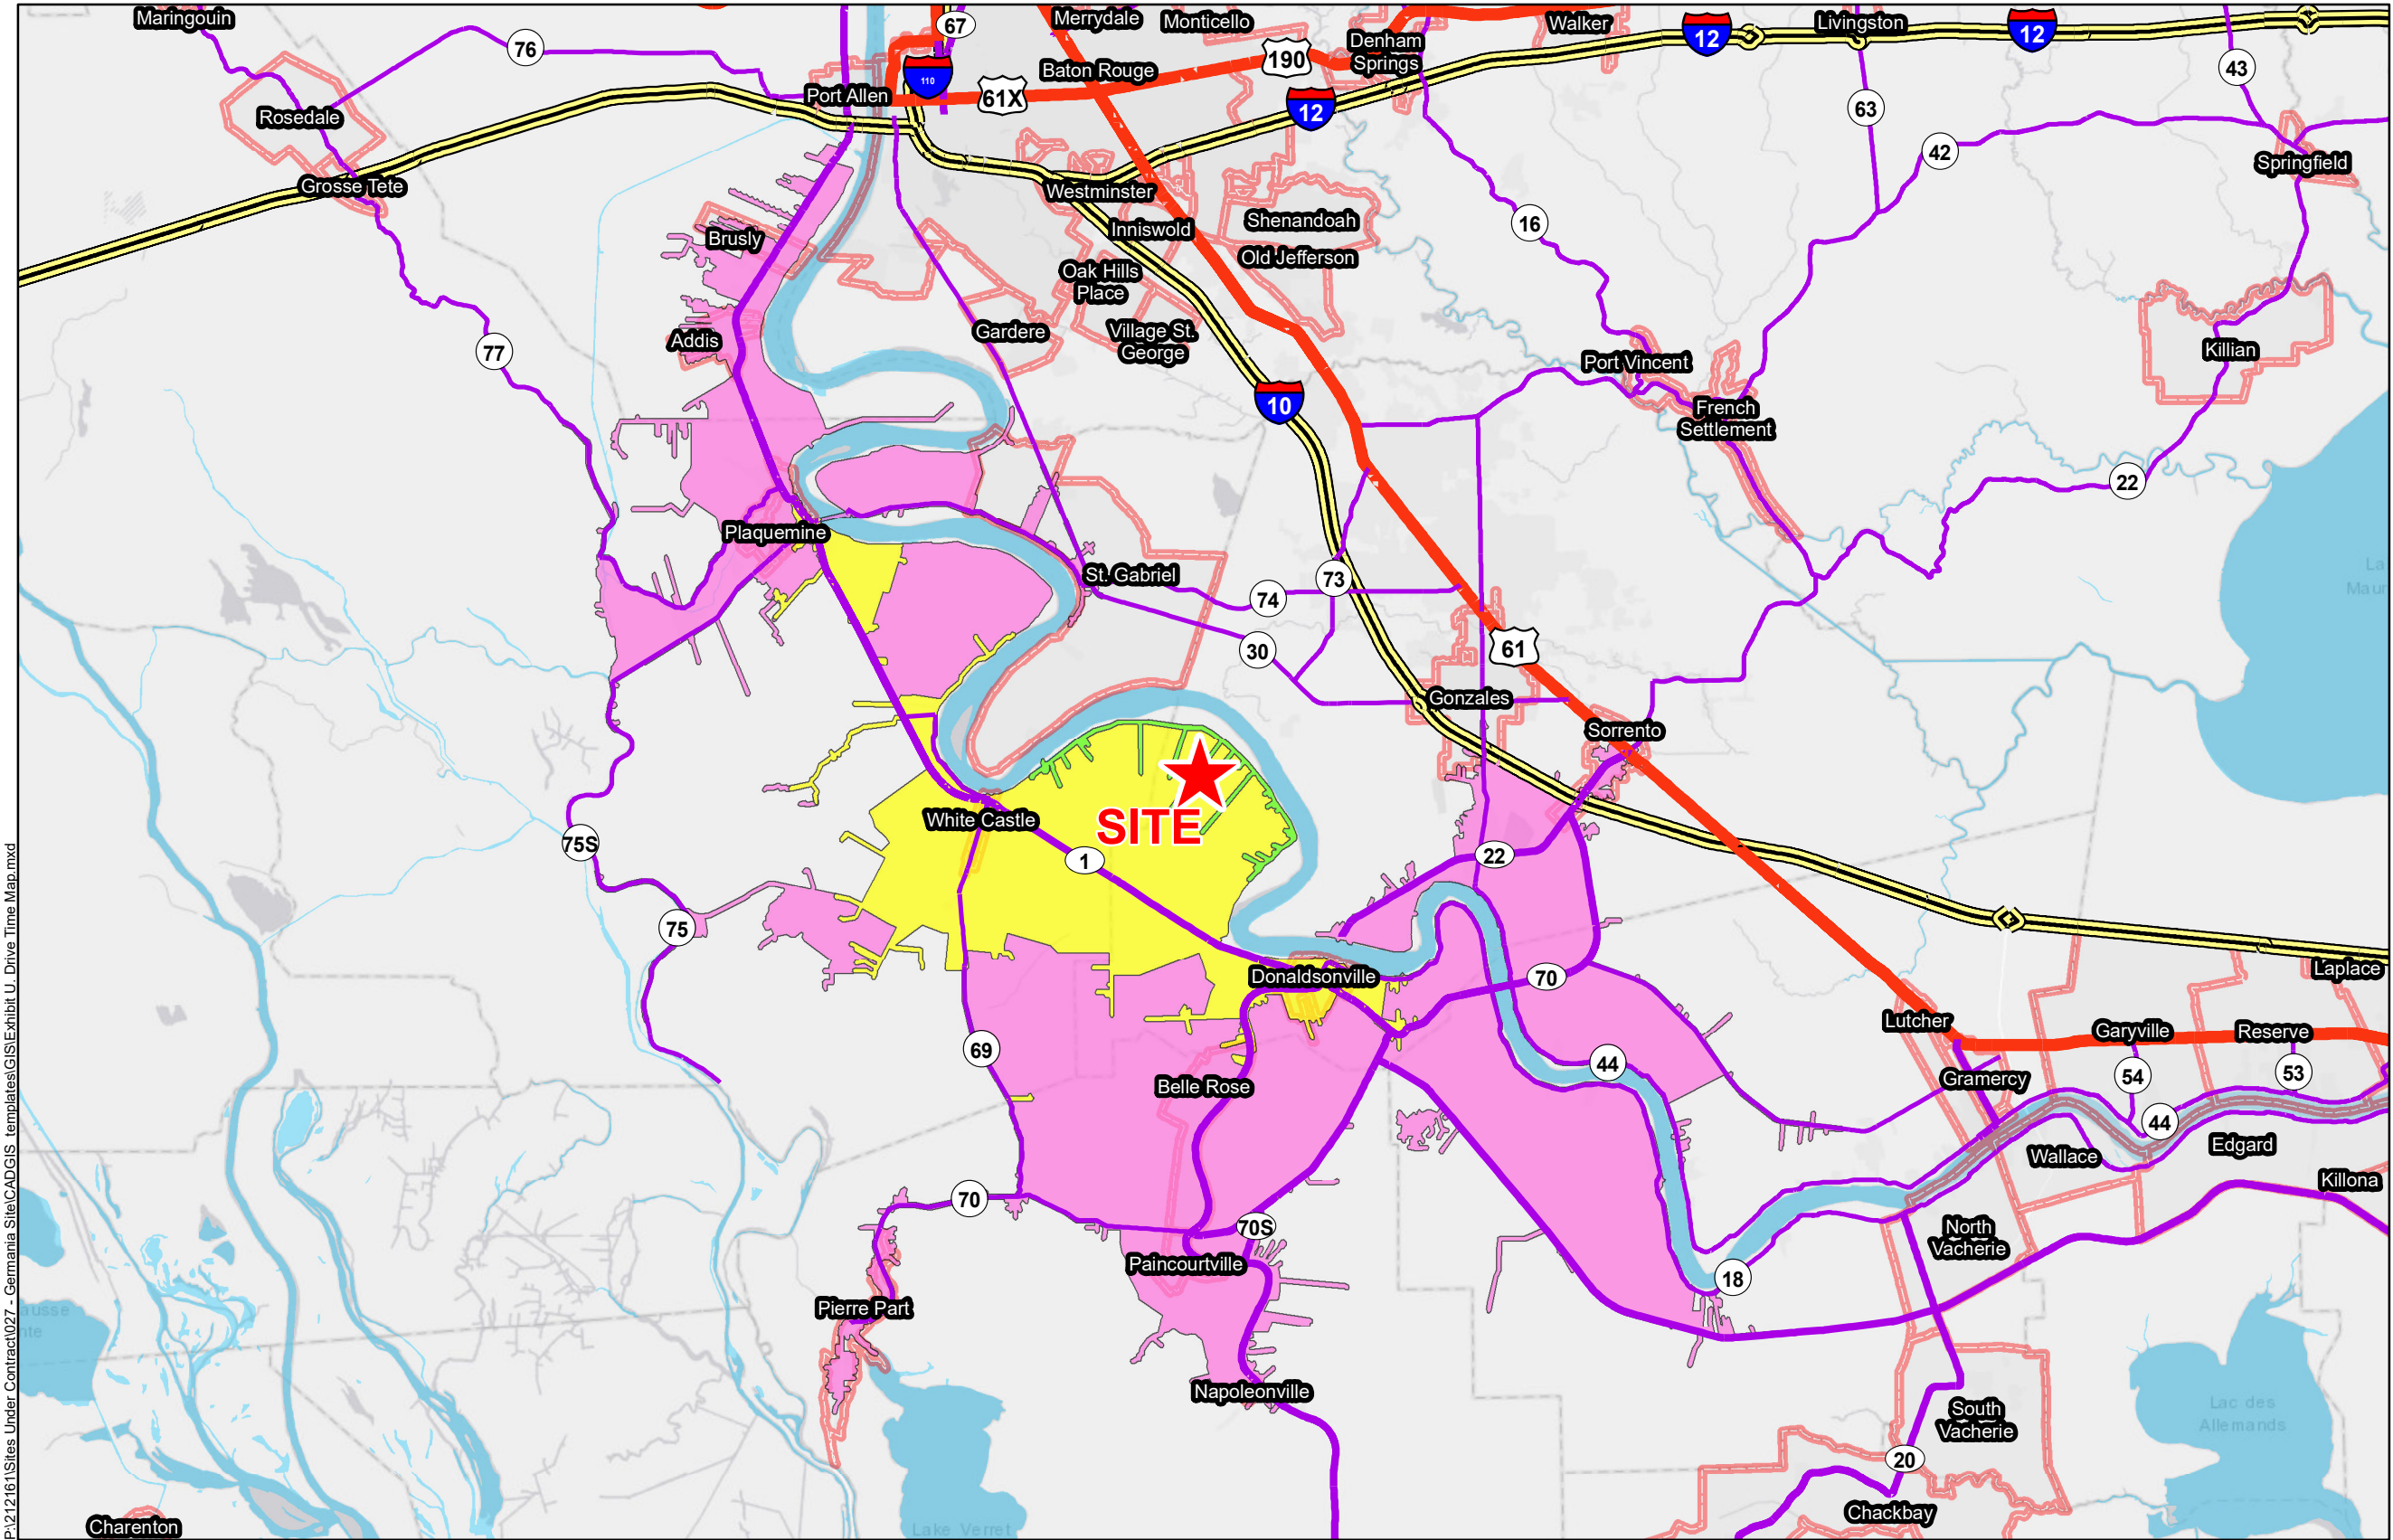 Maringouin
76
67
Merrydale
Monticello
Walker
12
Livingston
12
43
Denham
Springs
190
Baton Rouge
110
61X
Port Allen
Rosedale
12
63
42
Springfield
Grosse Tete
Westminster
Shenandoah
16
Inniswold
Brusly
Old Jefferson
Oak Hills
Place
Addis
77
Gardere
Village St.
George
Port Vincent
Killian
10
French
Settlement
22
Plaquemine
St. Gabriel
73
74
30
61
Gonzales
Sorrento
SITE
White Castle
1
75S
22
75
Donaldsonville
70
Laplace
Lutcher
Garyville
Reserve
69
44
Gramercy
54
53
Belle Rose
44
Wallace
Edgard
Killona
70
70S
North
Vacherie
Paincourtville
18
Pierre Part
Napoleonville
Lac des
Allemands
South
Vacherie
20
Chackbay
Charenton
Lake Verret
La
Maur
ausse
nte
P:\212161\Sites Under Contract\027 - Germania Site\CADGIS_templates\GIS\Exhibit U. Drive Time Map.mxd